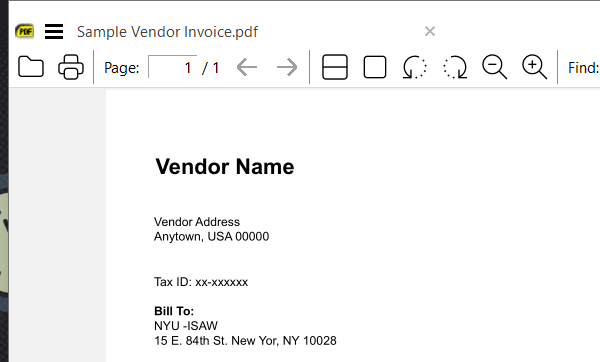 PDF Sample Vendor Invoice.pdf
Page: 1 / 1 Find:
Vendor Name
Vendor Address
Anytown, USA 00000
Tax ID: xx-xxxxxx
Bill To:
NYU -ISAW
15 E. 84th St. New Yor, NY 10028